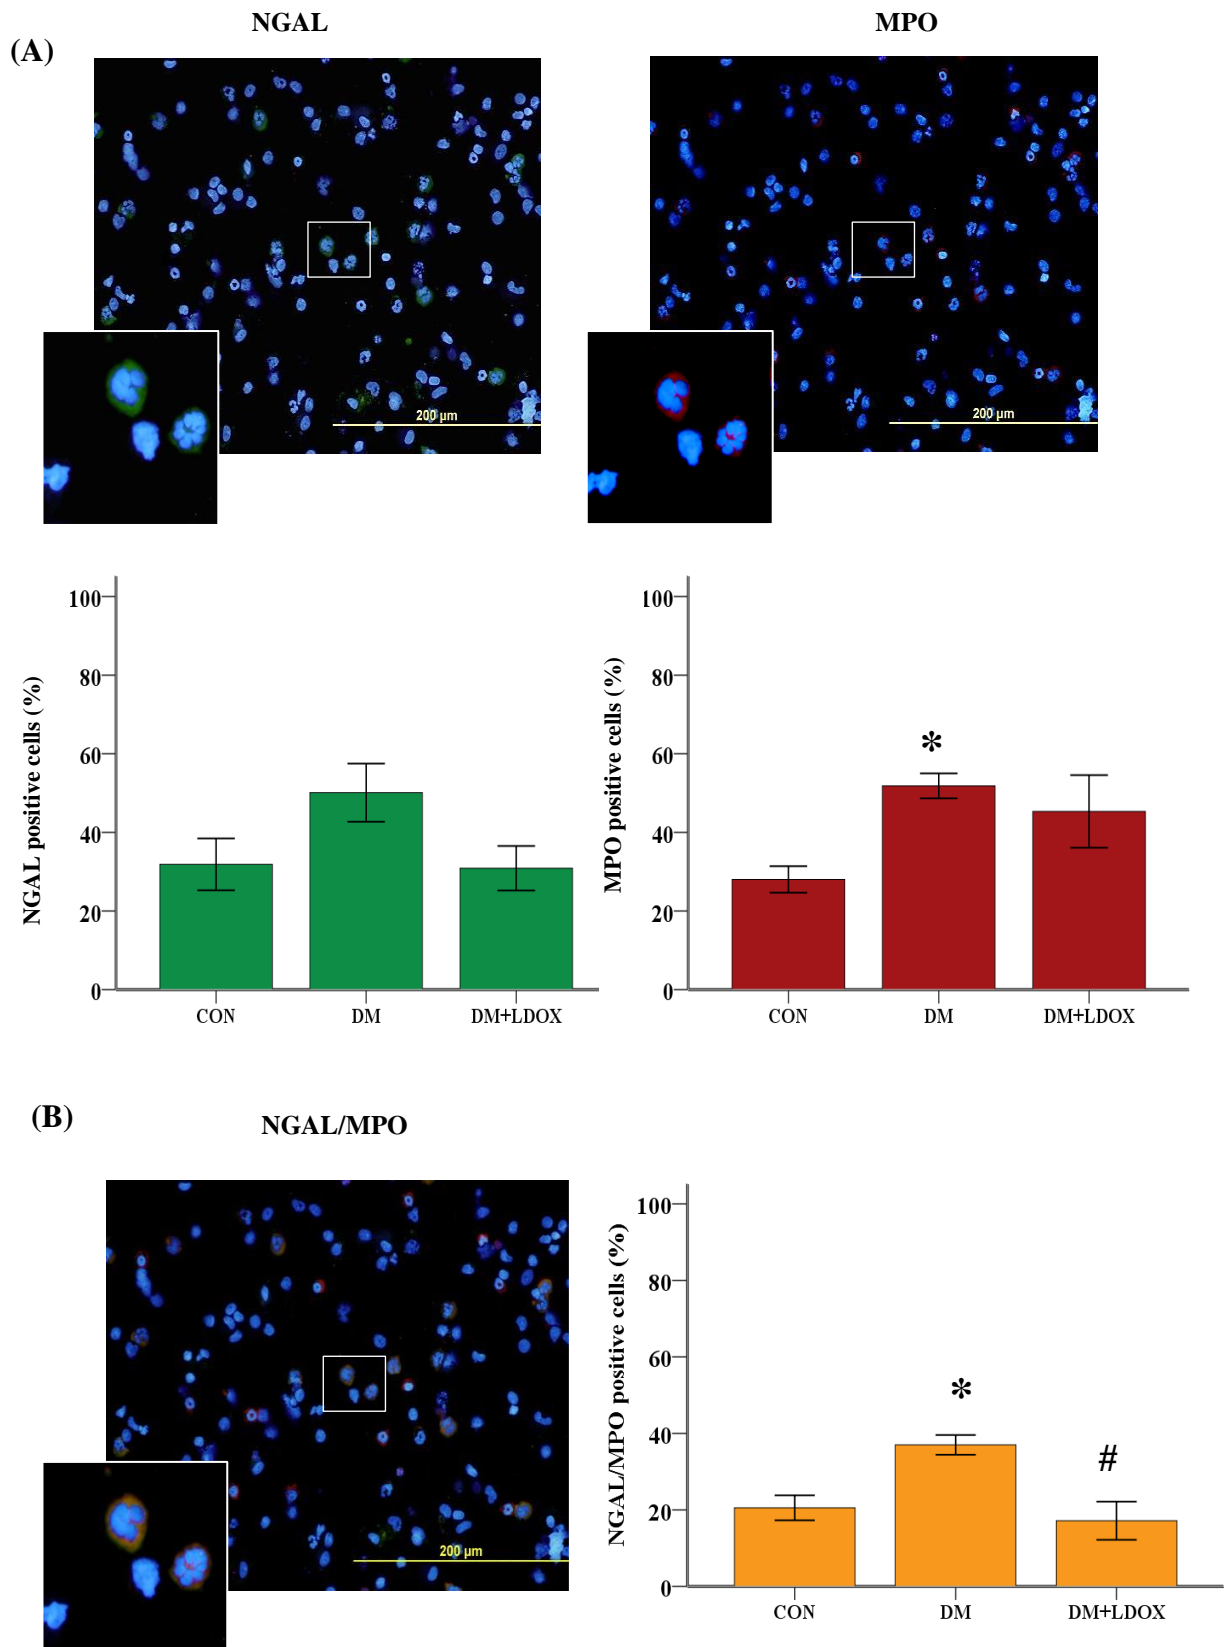 NGAL
MPO
(A)
200 µm
200 µm
NGAL positive cells (%)
100
80
60
40
20
0
CON
DM
DM+LDOX
MPO positive cells (%)
100
80
60
*
40
20
0
CON
DM
DM+LDOX
(B)
NGAL/MPO
200 µm
NGAL/MPO positive cells (%)
100
80
60
*
40
#
20
0
CON
DM
DM+LDOX